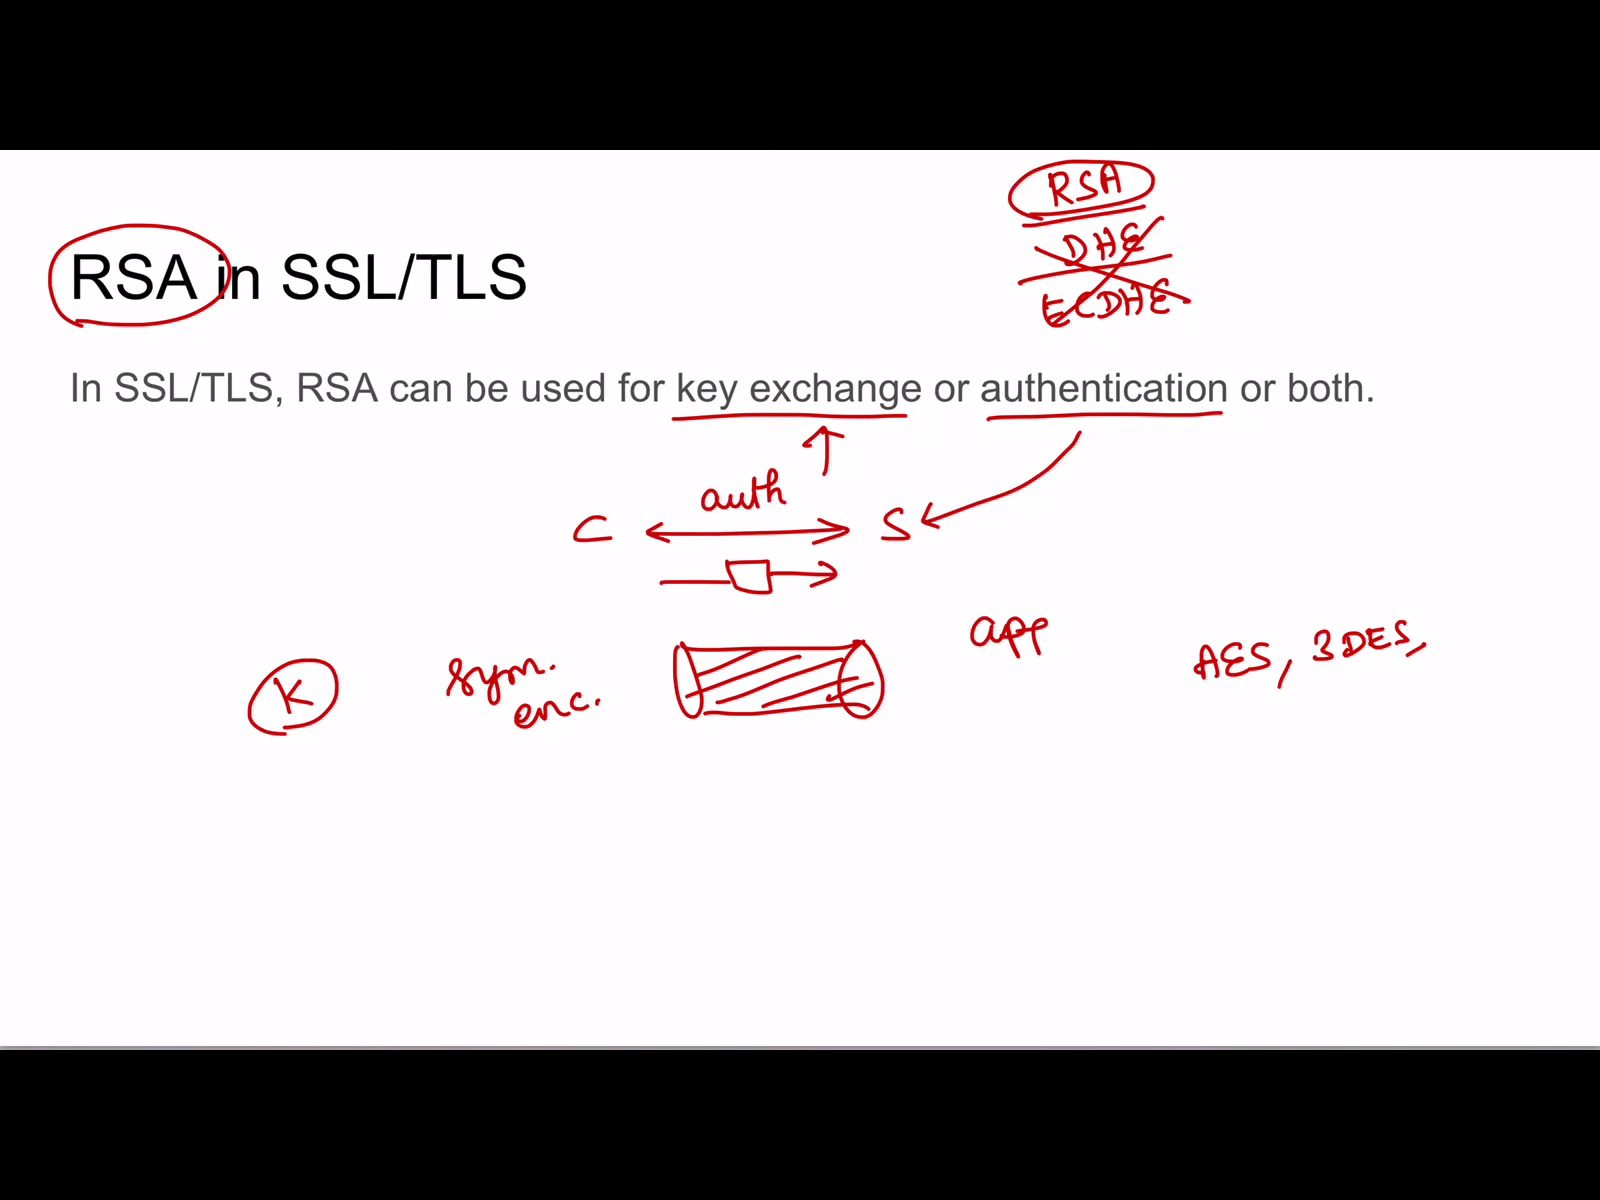 RSA
DHE
RSA in SSL/TLS
ECDHE
In SSL/TLS, RSA can be used for key exchange or authentication or both.
auth
C S
app
sym. AES, 3DES,
K
enc.